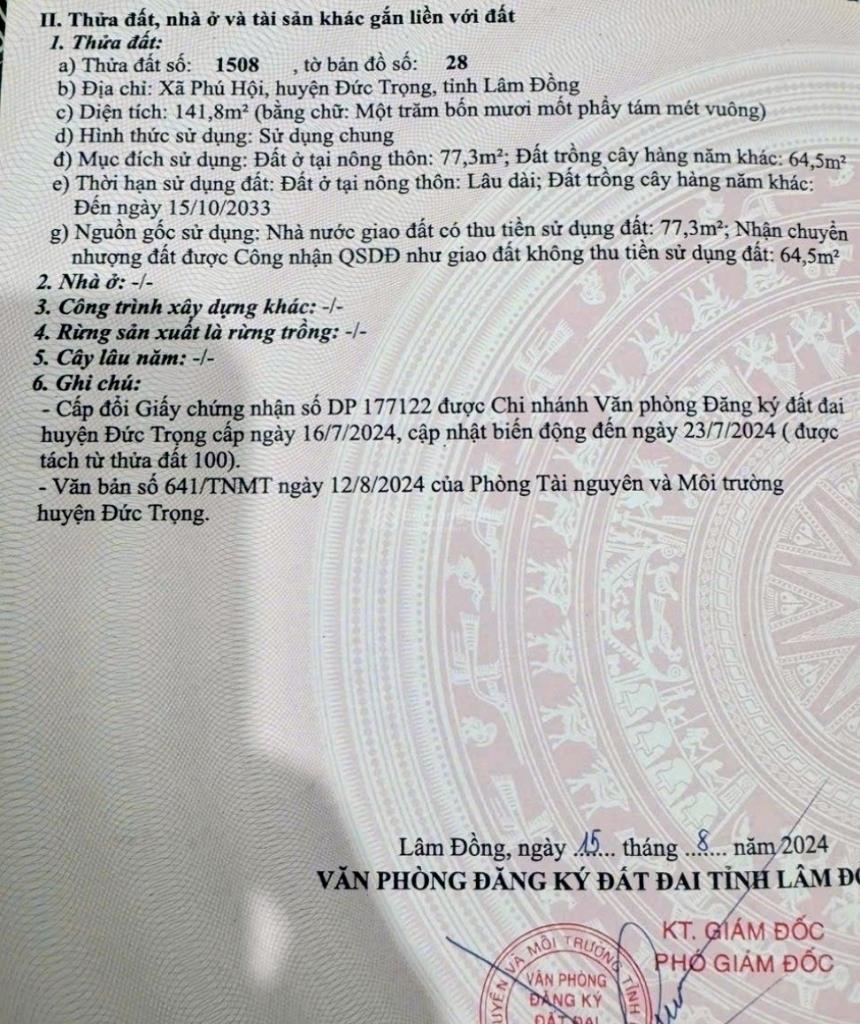 II. Thửa đất, nhà ở và tài sản khác gắn liền với đất
1. Thửa đất:
a) Thửa đất số: 1508 , tờ bản đồ số: 28
b) Địa chỉ: Xã Phú Hội, huyện Đức Trọng, tỉnh Lâm Đồng
c) Diện tích: 141,8m² (bằng chữ: Một trăm bốn mươi mốt phẩy tám mét vuông)
d) Hình thức sử dụng: Sử dụng chung
đ) Mục đích sử dụng: Đất ở tại nông thôn: 77,3m²; Đất trồng cây hàng năm khác: 64,5m²
e) Thời hạn sử dụng đất: Đất ở tại nông thôn: Lâu dài; Đất trồng cây hàng năm khác:
Đến ngày 15/10/2033
g) Nguồn gốc sử dụng: Nhà nước giao đất có thu tiền sử dụng đất: 77,3m²; Nhận chuyển
nhượng đất được Công nhận QSDĐ như giao đất không thu tiền sử dụng đất: 64,5m²
2. Nhà ở: -/-
3. Công trình xây dựng khác: -/-
4. Rừng sản xuất là rừng trồng: -/-
5. Cây lâu năm: -/-
6. Ghi chú:
- Cấp đổi Giấy chứng nhận số DP 177122 được Chi nhánh Văn phòng Đăng ký đất đai
huyện Đức Trọng cấp ngày 16/7/2024, cập nhật biến động đến ngày 23/7/2024 ( được
tách từ thửa đất 100).
- Văn bản số 641/TNMT ngày 12/8/2024 của Phòng Tài nguyên và Môi trường
huyện Đức Trọng.
Lâm Đồng, ngày 15 tháng 8 năm 2024
VĂN PHÒNG ĐĂNG KÝ ĐẤT ĐAI TỈNH LÂM
KT. GIÁM ĐỐC
PHÓ GIÁM ĐỐC
VÀ MÔI TRƯỜNG TỈNH
VĂN PHÒNG
ĐĂNG KÝ
ĐẤT ĐAI